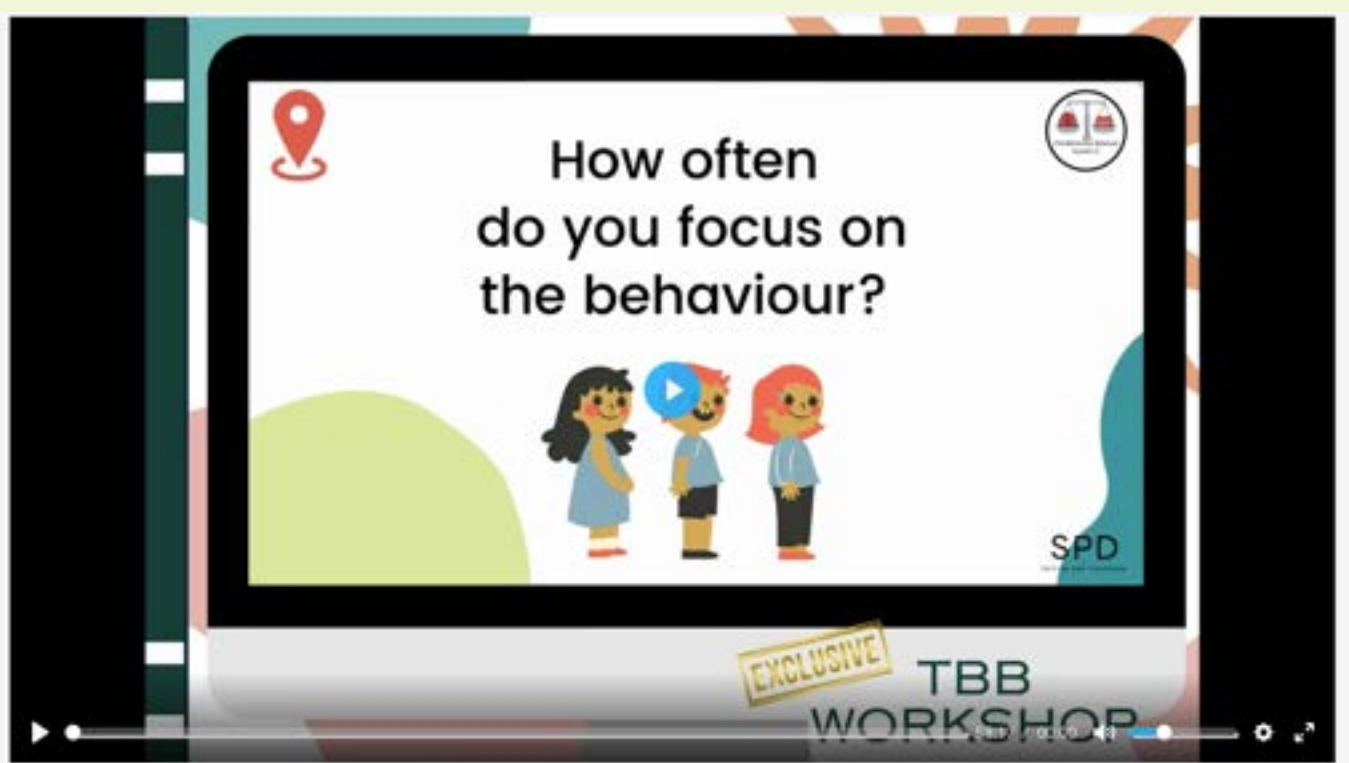 How often
do you focus on
the behaviour?
SPD
EXCLUSIVE
TBB
WORKSHOP